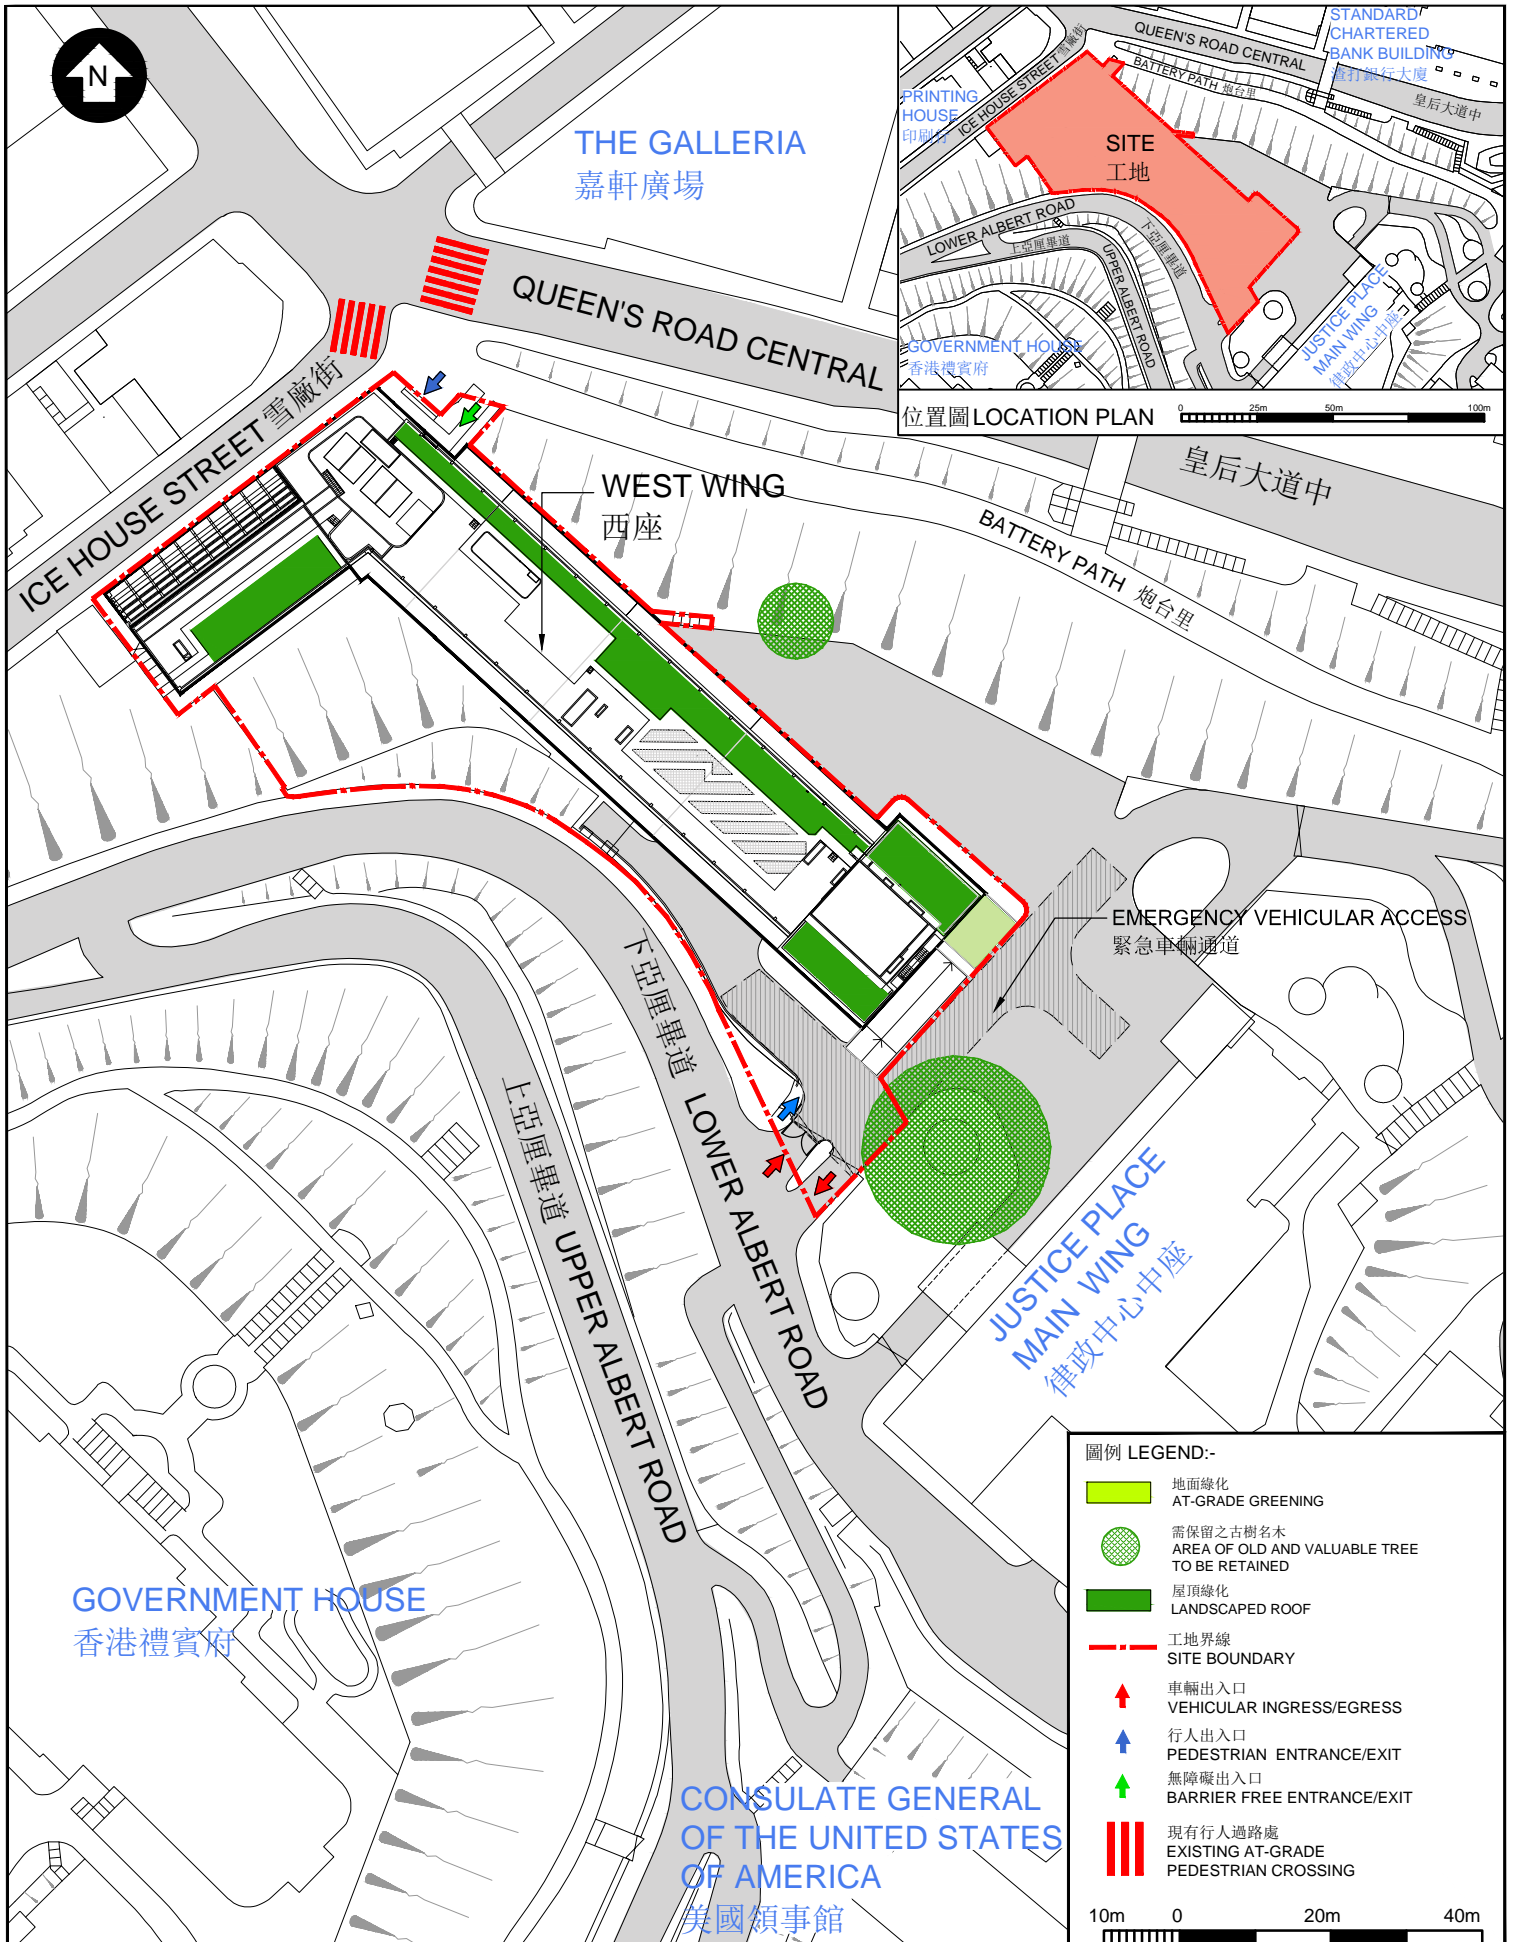 N
THE GALLERIA
嘉軒廣場
QUEEN'S ROAD CENTRAL
皇后大道中
ICE HOUSE STREET 雪廠街
WEST WING
西座
BATTERY PATH 炮台里
EMERGENCY VEHICULAR ACCESS
緊急車輛通道
下亞厘畢道 LOWER ALBERT ROAD
上亞厘畢道 UPPER ALBERT ROAD
JUSTICE PLACE
MAIN WING
律政中心中座
GOVERNMENT HOUSE
香港禮賓府
CONSULATE GENERAL
OF THE UNITED STATES
OF AMERICA
美國領事館
STANDARD
CHARTERED
BANK BUILDING
渣打銀行大廈
QUEEN'S ROAD CENTRAL
皇后大道中
BATTERY PATH 炮台里
ICE HOUSE STREET 雪廠街
PRINTING
HOUSE
印刷行
SITE
工地
LOWER ALBERT ROAD
下亞厘畢道
上亞厘畢道
UPPER ALBERT ROAD
JUSTICE PLACE
MAIN WING
律政中心中座
GOVERNMENT HOUSE
香港禮賓府
位置圖 LOCATION PLAN
0 25m 50m 100m
圖例 LEGEND:-
地面綠化
AT-GRADE GREENING
需保留之古樹名木
AREA OF OLD AND VALUABLE TREE
TO BE RETAINED
屋頂綠化
LANDSCAPED ROOF
工地界線
SITE BOUNDARY
車輛出入口
VEHICULAR INGRESS/EGRESS
行人出入口
PEDESTRIAN ENTRANCE/EXIT
無障礙出入口
BARRIER FREE ENTRANCE/EXIT
現有行人過路處
EXISTING AT-GRADE
PEDESTRIAN CROSSING
10m 0 20m 40m